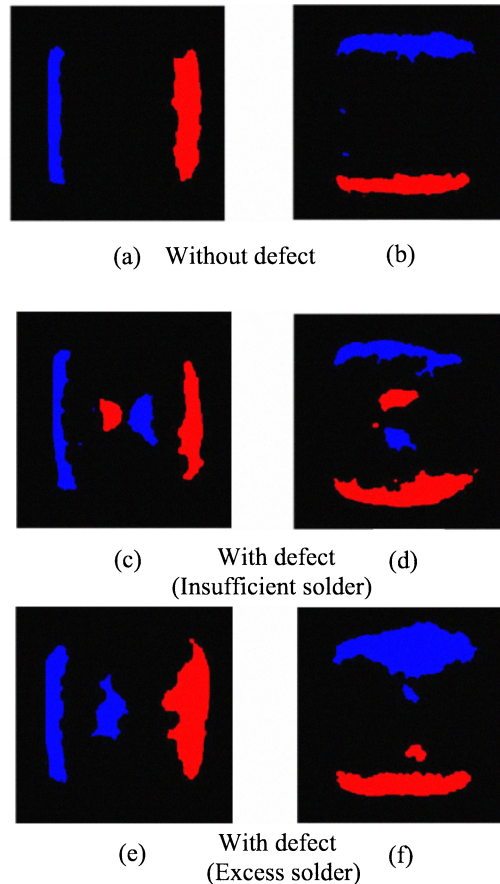 (a) Without defect (b)
(c) With defect (d)
(Insufficient solder)
(e) With defect (f)
(Excess solder)